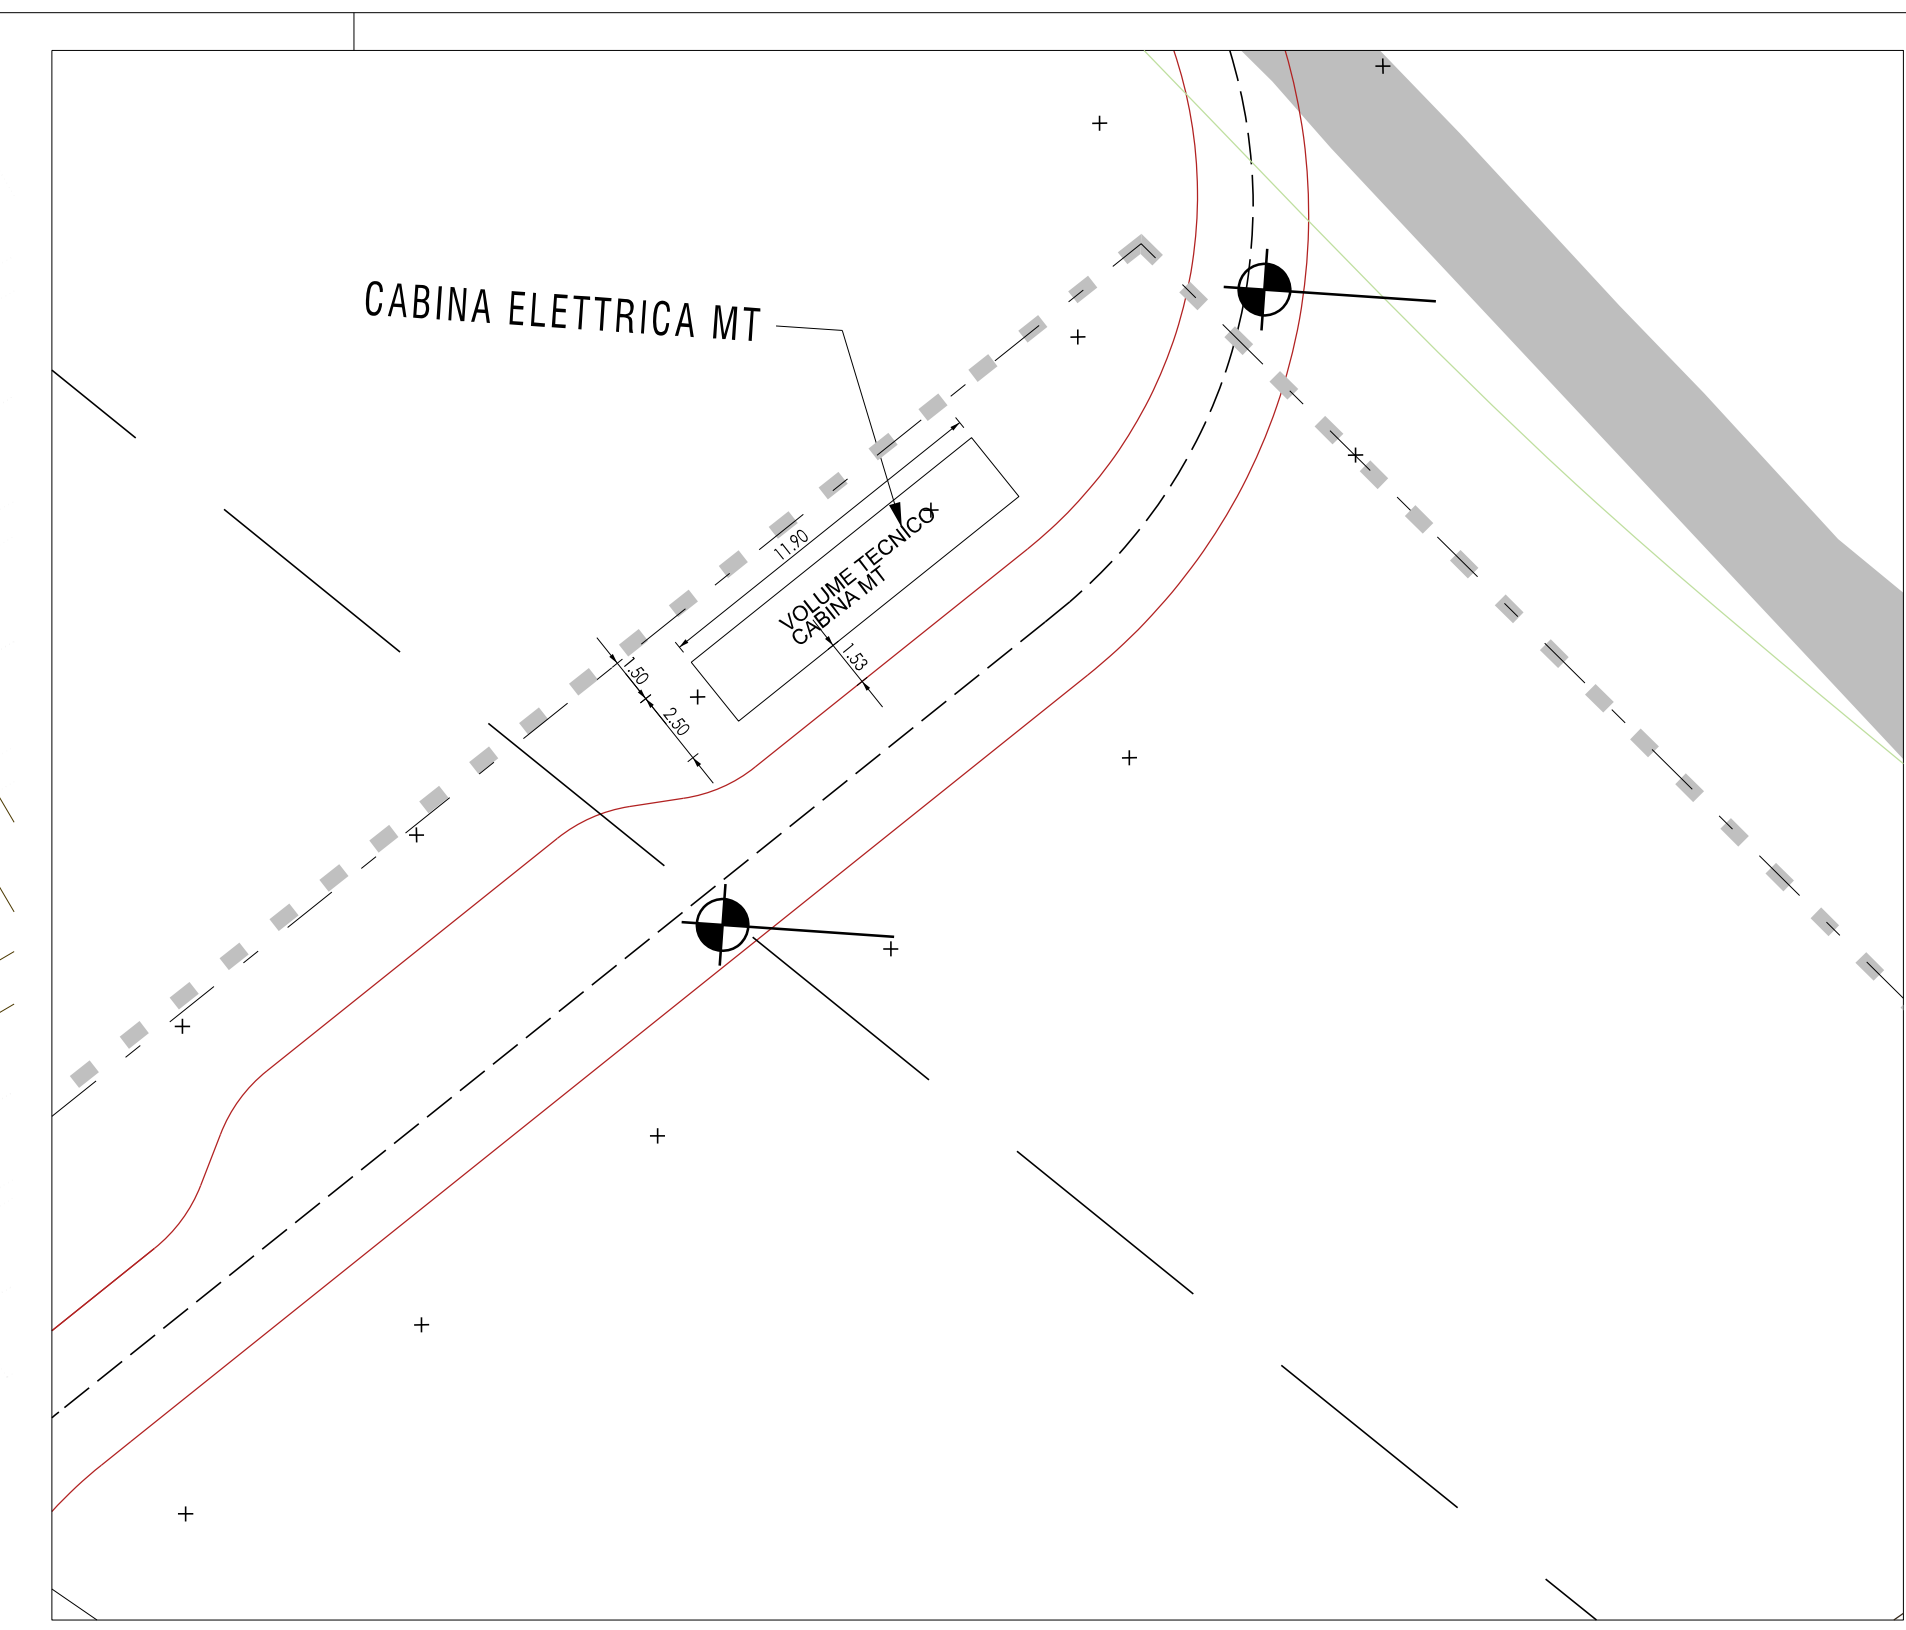 CABINA ELETTRICA MT
11.90
VOLUME TECNICO
CABINA MT
1.53
1.50
2.50